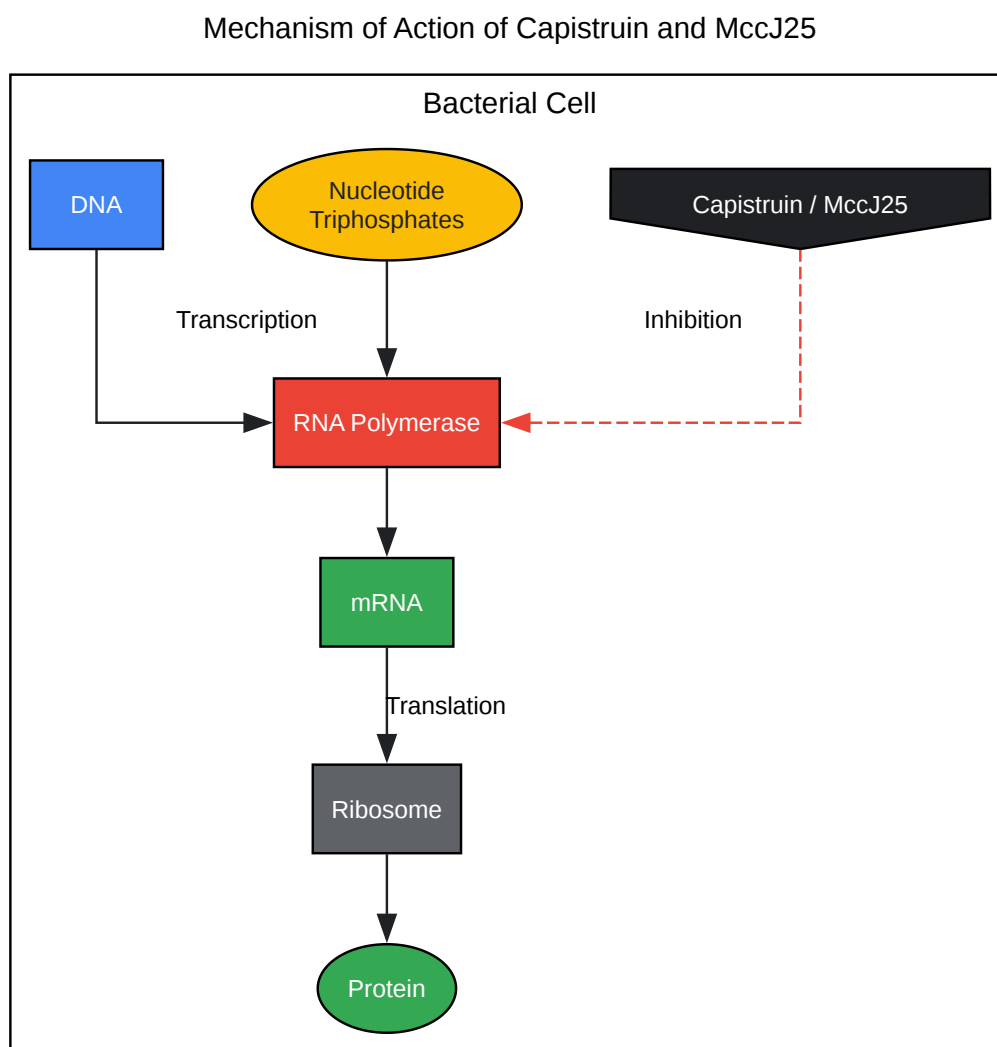 Mechanism of Action of Capistruin and MccJ25
Bacterial Cell
DNA
Nucleotide
Triphosphates
Capistruin / MccJ25
Transcription
Inhibition
RNA Polymerase
mRNA
Translation
Ribosome
Protein